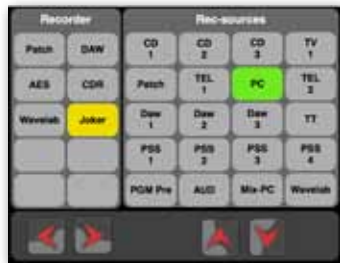 Recorder
Rec-sources
Patch DAW
CD 1 CD 2 CD 3 TV 1
AES CDR
Patch TEL 1 PC TEL 2
Wavelab Joker
Daw 1 Daw 2 Daw 3 TT
PSS 1 PSS 2 PSS 3 PSS 4
PGM Pre AUD Mix-PC Wavelab